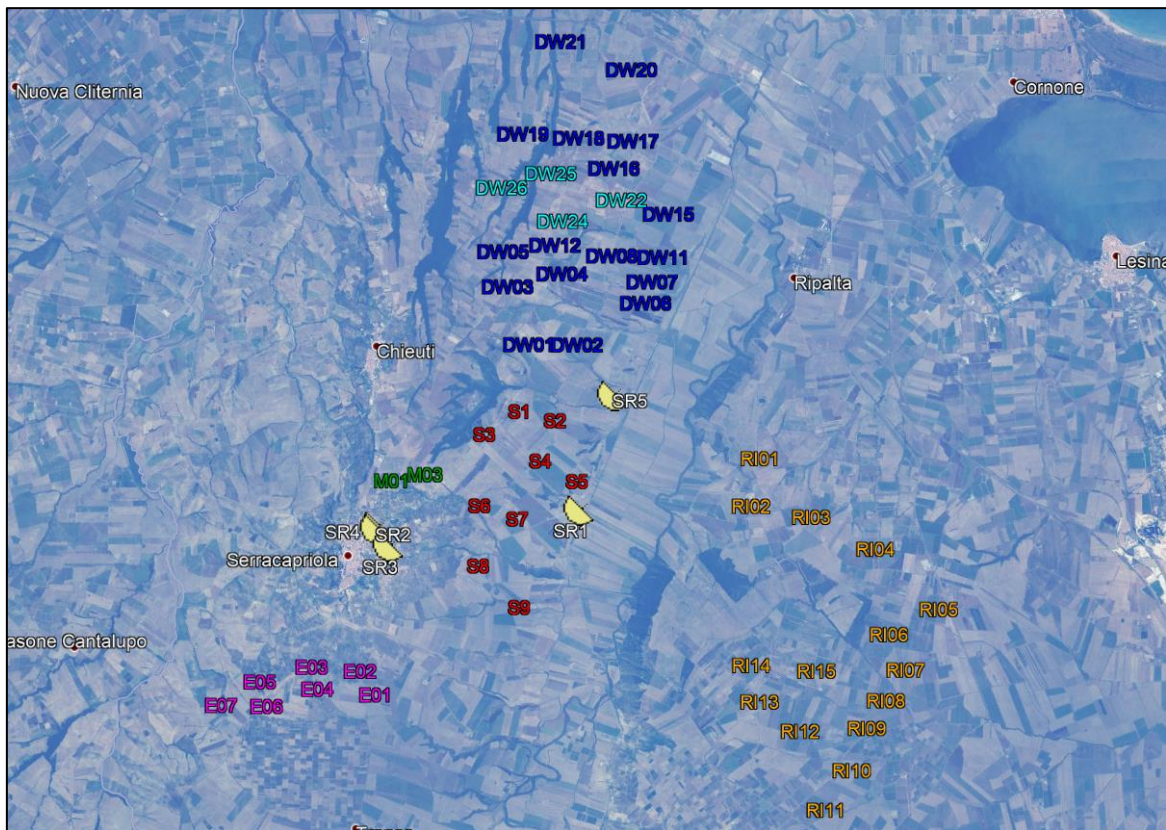 DW21
DW20
Nuova Cliternia
Cornone
DW19
DW18
DW17
DW16
DW25
DW26
DW22
DW15
DW24
DW12
DW05
DW08
DW11
Lesina
DW04
DW07
Ripalta
DW03
DW06
DW01
DW02
Chieuti
SR5
S1
S2
S3
S4
RI01
M03
M01
S5
S6
RI02
S7
RI03
SR4
SR2
SR1
RI04
Serracapriola
SR3
S8
S9
RI05
RI06
asone Cantalupo
E03
E02
RI14
RI15
RI07
E05
E04
E01
E07
E06
RI13
RI08
RI12
RI09
RI10
RI11